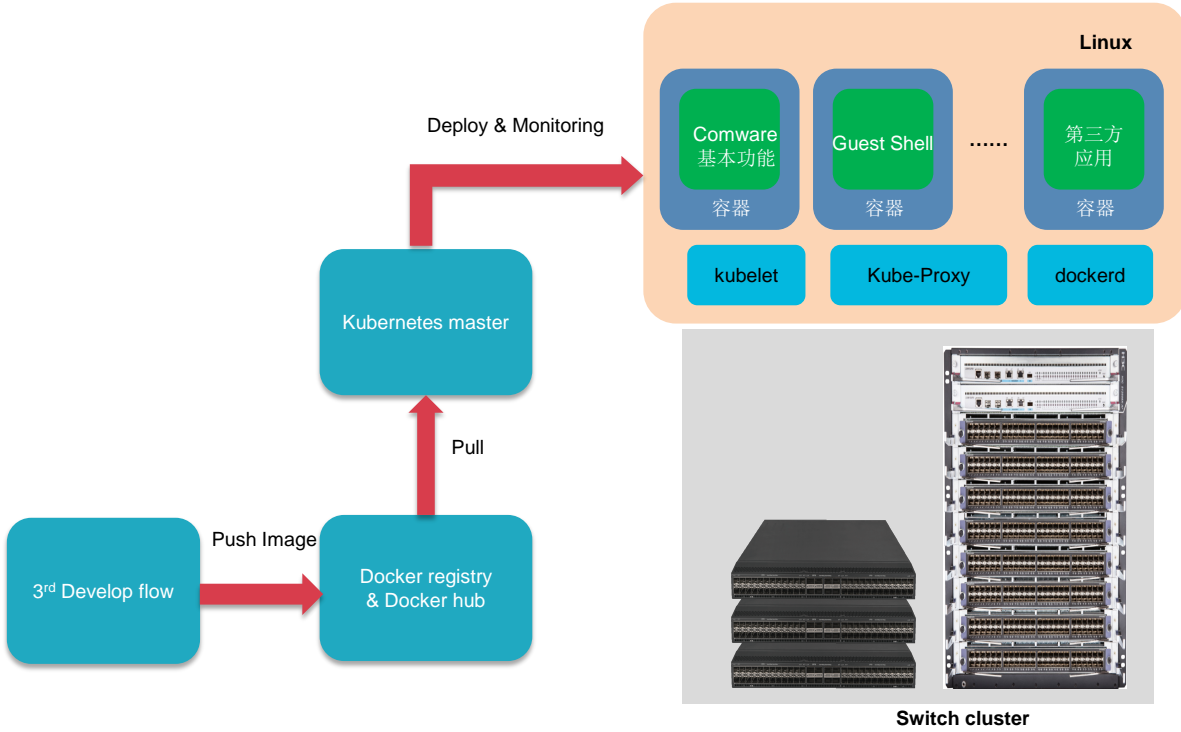 Linux
Comware
基本功能
容器
Guest Shell
容器
……
第三方
应用
容器
kubelet
Kube-Proxy
dockerd
Deploy & Monitoring
Kubernetes master
Pull
Push Image
3rd Develop flow
Docker registry
& Docker hub
Switch cluster